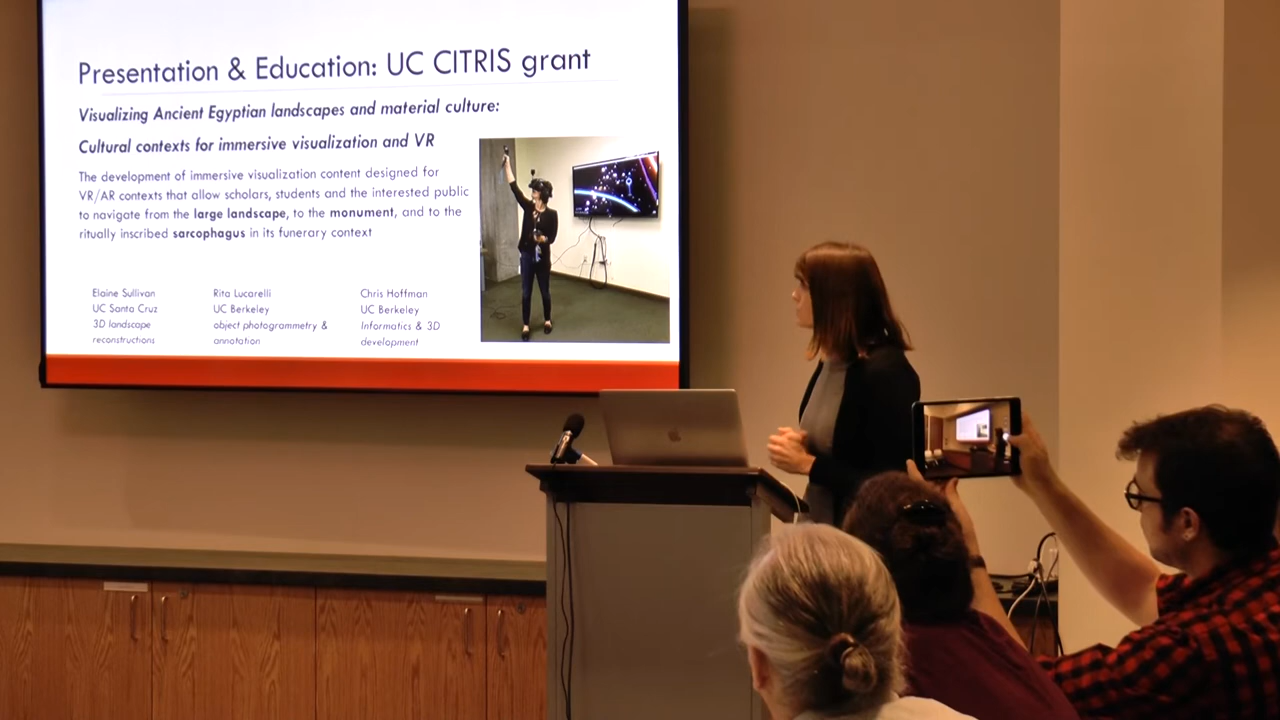 Presentation & Education: UC CITRIS grant
Visualizing Ancient Egyptian landscapes and material culture:
Cultural contexts for immersive visualization and VR
The development of immersive visualization content designed for
VR/AR contexts that allow scholars, students and the interested public
to navigate from the large landscape, to the monument, and to the
ritually inscribed sarcophagus in its funerary context
Elaine Sullivan
UC Santa Cruz
3D landscape
reconstructions
Rita Lucarelli
UC Berkeley
object photogrammetry &
annotation
Chris Hoffman
UC Berkeley
Informatics & 3D
development